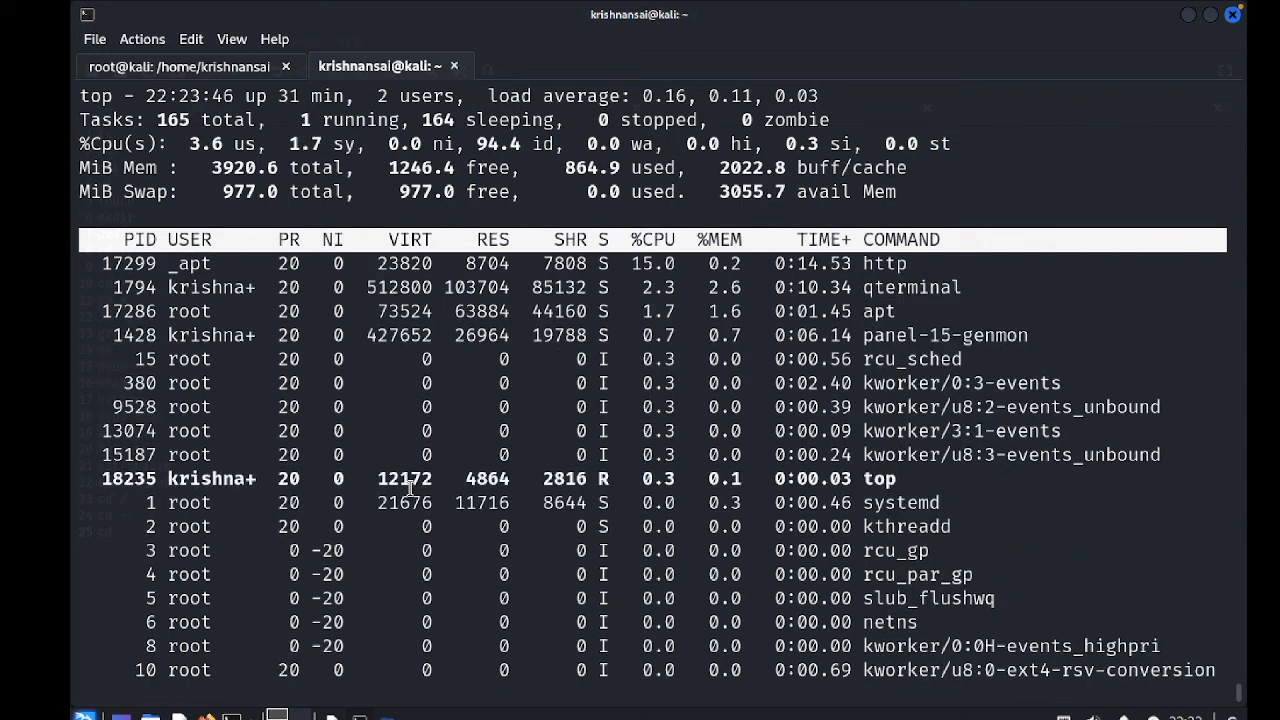 krishnansai@kali: ~
File Actions Edit View Help
root@kali: /home/krishnansai × krishnansai@kali: ~ ×
top - 22:23:46 up 31 min, 2 users, load average: 0.16, 0.11, 0.03
Tasks: 165 total, 1 running, 164 sleeping, 0 stopped, 0 zombie
%Cpu(s): 3.6 us, 1.7 sy, 0.0 ni, 94.4 id, 0.0 wa, 0.0 hi, 0.3 si, 0.0 st
MiB Mem : 3920.6 total, 1246.4 free, 864.9 used, 2022.8 buff/cache
MiB Swap: 977.0 total, 977.0 free, 0.0 used. 3055.7 avail Mem
PID USER PR NI VIRT RES SHR S %CPU %MEM TIME+ COMMAND
17299 _apt 20 0 23820 8704 7808 S 15.0 0.2 0:14.53 http
1794 krishna+ 20 0 512800 103704 85132 S 2.3 2.6 0:10.34 qterminal
17286 root 20 0 73524 63884 44160 S 1.7 1.6 0:01.45 apt
1428 krishna+ 20 0 427652 26964 19788 S 0.7 0.7 0:06.14 panel-15-genmon
15 root 20 0 0 0 0 I 0.3 0.0 0:00.56 rcu_sched
380 root 20 0 0 0 0 I 0.3 0.0 0:02.40 kworker/0:3-events
9528 root 20 0 0 0 0 I 0.3 0.0 0:00.39 kworker/u8:2-events_unbound
13074 root 20 0 0 0 0 I 0.3 0.0 0:00.09 kworker/3:1-events
15187 root 20 0 0 0 0 I 0.3 0.0 0:00.24 kworker/u8:3-events_unbound
18235 krishna+ 20 0 12172 4864 2816 R 0.3 0.1 0:00.03 top
1 root 20 0 21676 11716 8644 S 0.0 0.3 0:00.46 systemd
2 root 20 0 0 0 0 S 0.0 0.0 0:00.00 kthreadd
3 root 0 -20 0 0 0 I 0.0 0.0 0:00.00 rcu_gp
4 root 0 -20 0 0 0 I 0.0 0.0 0:00.00 rcu_par_gp
5 root 0 -20 0 0 0 I 0.0 0.0 0:00.00 slub_flushwq
6 root 0 -20 0 0 0 I 0.0 0.0 0:00.00 netns
8 root 0 -20 0 0 0 I 0.0 0.0 0:00.00 kworker/0:0H-events_highpri
10 root 20 0 0 0 0 I 0.0 0.0 0:00.69 kworker/u8:0-ext4-rsv-conversion